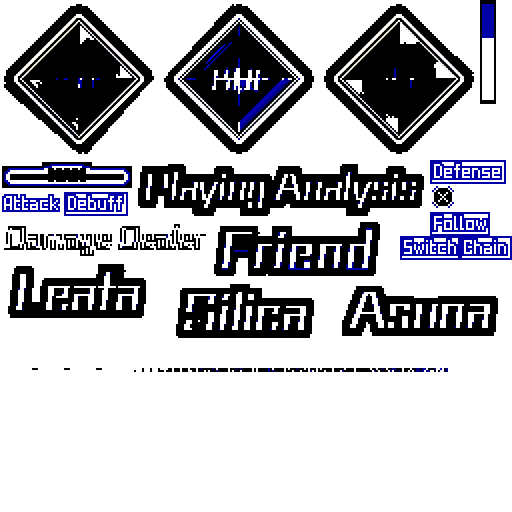 Playing Analysis
Defense
Attack Debuff
Follow
Damage Dealer
Friend
Switch Chain
Leafa
Silica
Asuna